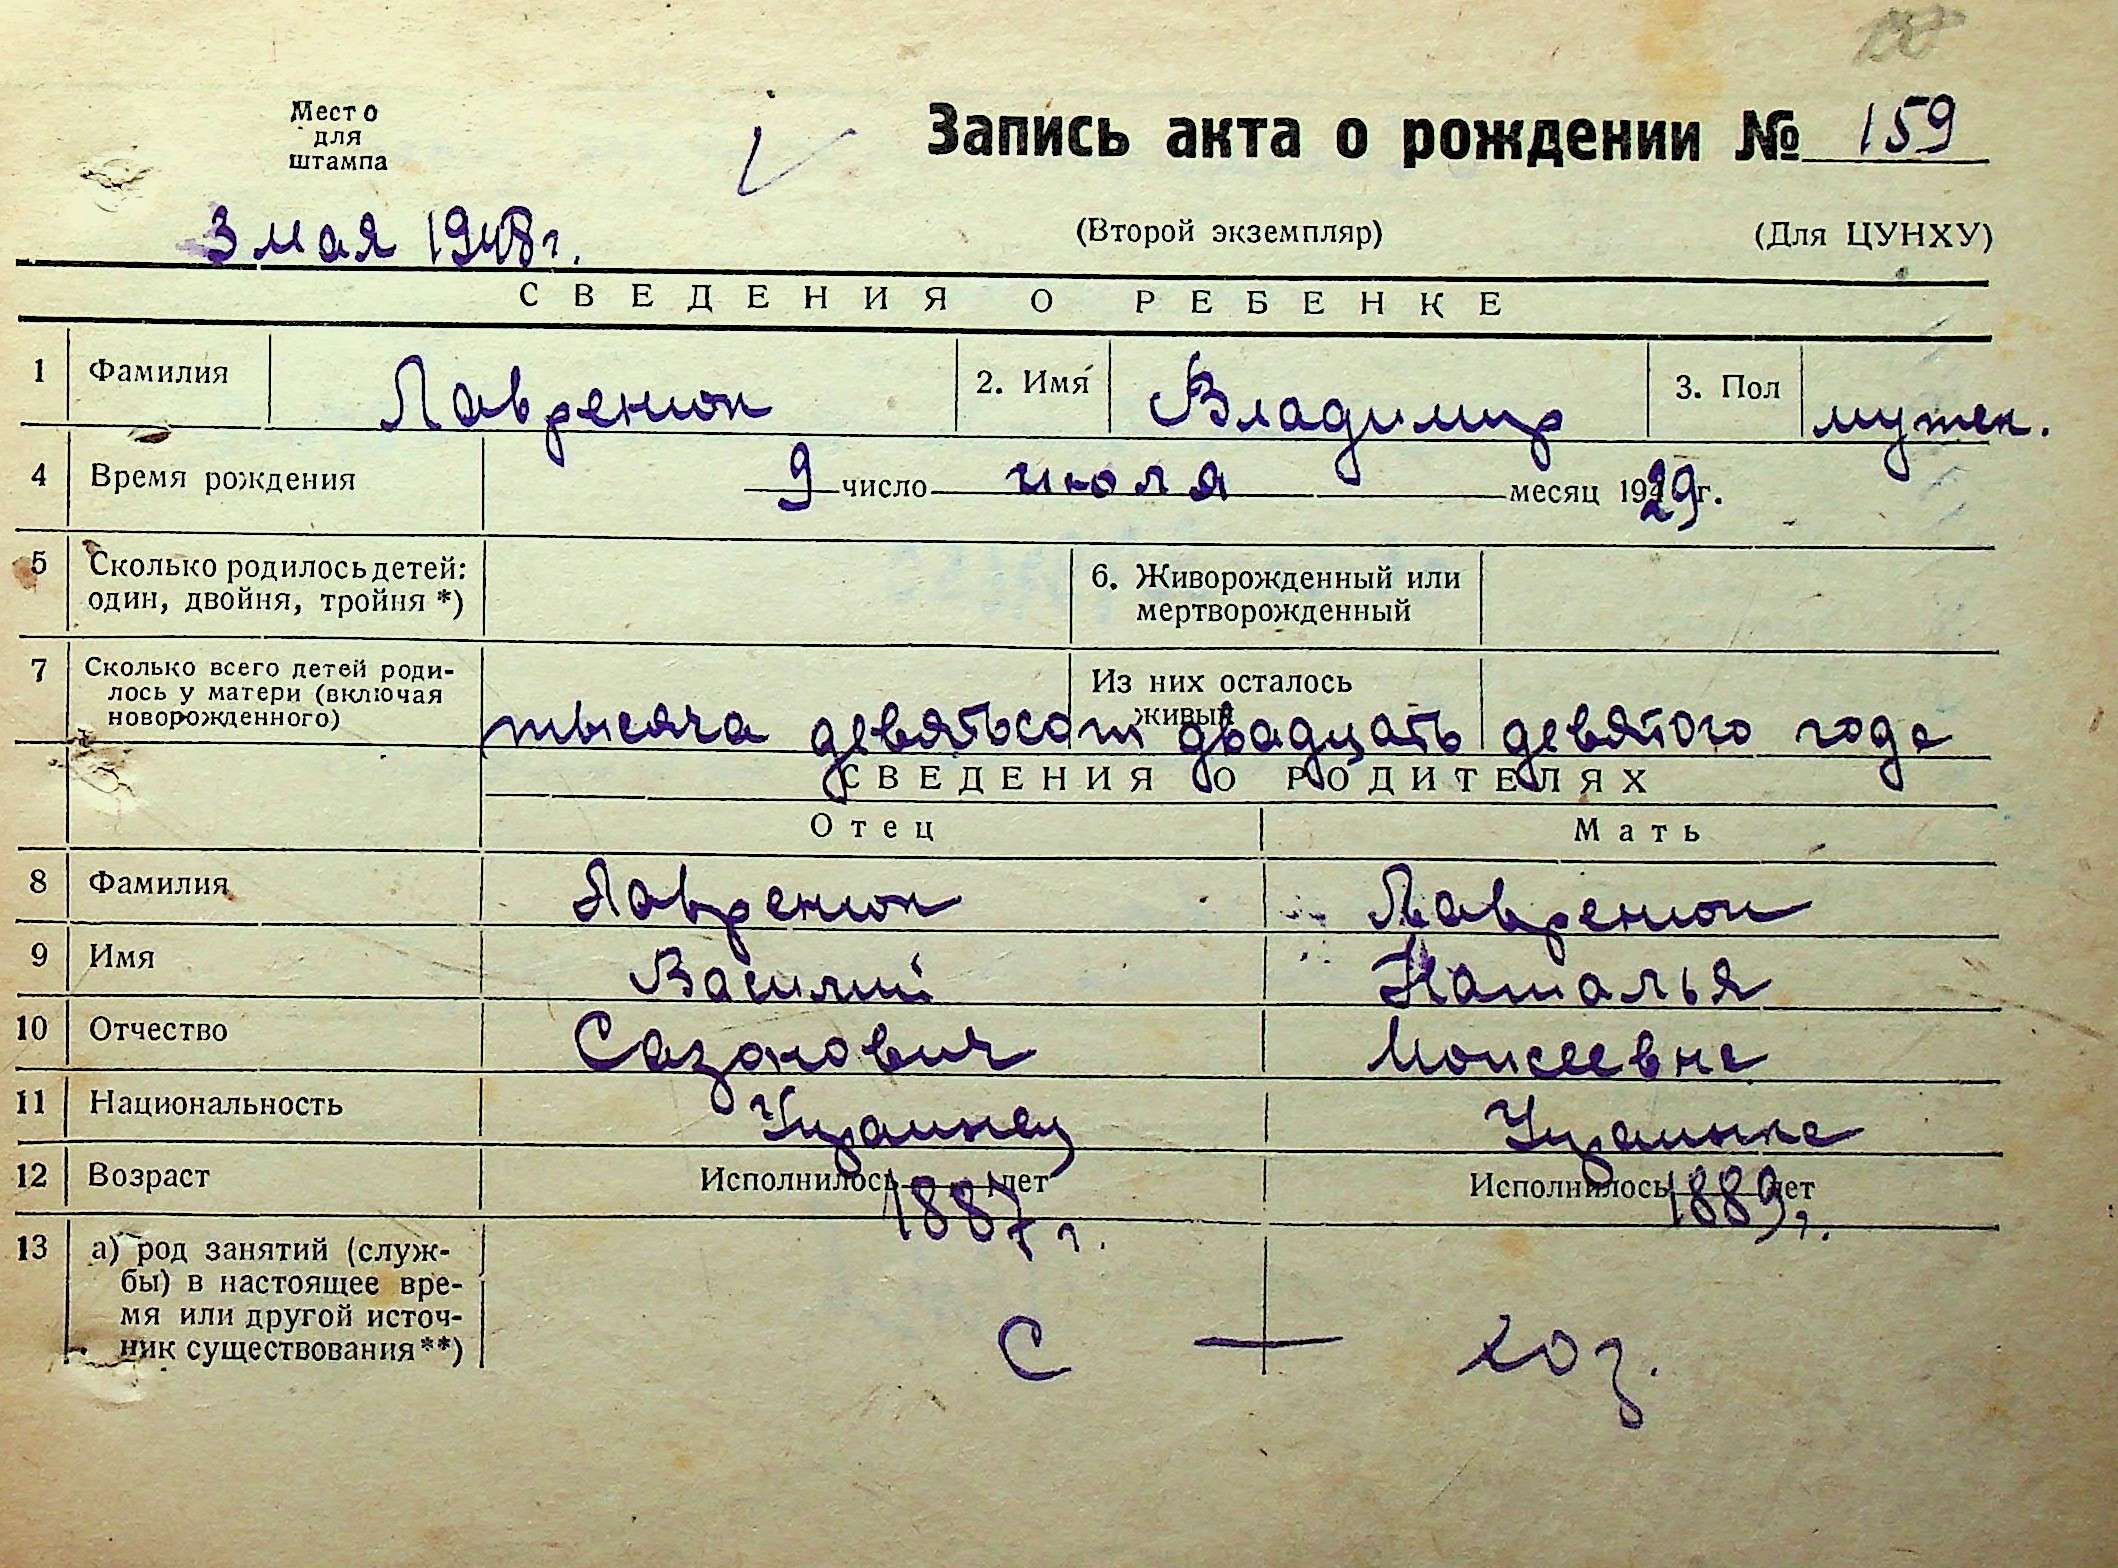 Место
для
штампа
Запись акта о рождении № 159
3 мая 1948 г.
(Второй экземпляр) (Для ЦУНХУ)
СВЕДЕНИЯ О РЕБЕНКЕ
1 Фамилия Лавренюк 2. Имя Владимир 3. Пол мужск.
4 Время рождения 9 число июля месяц 1929 г.
5 Сколько родилось детей: 6. Живорожденный или
один, двойня, тройня *) мертворожденный
7 Сколько всего детей роди- Из них осталось
лось у матери (включая живых
новорожденного) тысяча девятьсот двадцать девятого года
СВЕДЕНИЯ О РОДИТЕЛЯХ
Отец Мать
8 Фамилия Лавренюк Лавренюк
9 Имя Василий Наталья
10 Отчество Сазонович Моисеевна
11 Национальность Украинец Украинка
12 Возраст Исполнилось лет Исполнилось лет
1887 г. 1889 г.
13 а) род занятий (служ-
бы) в настоящее вре-
мя или другой источ-
ник существования **) С — хоз.